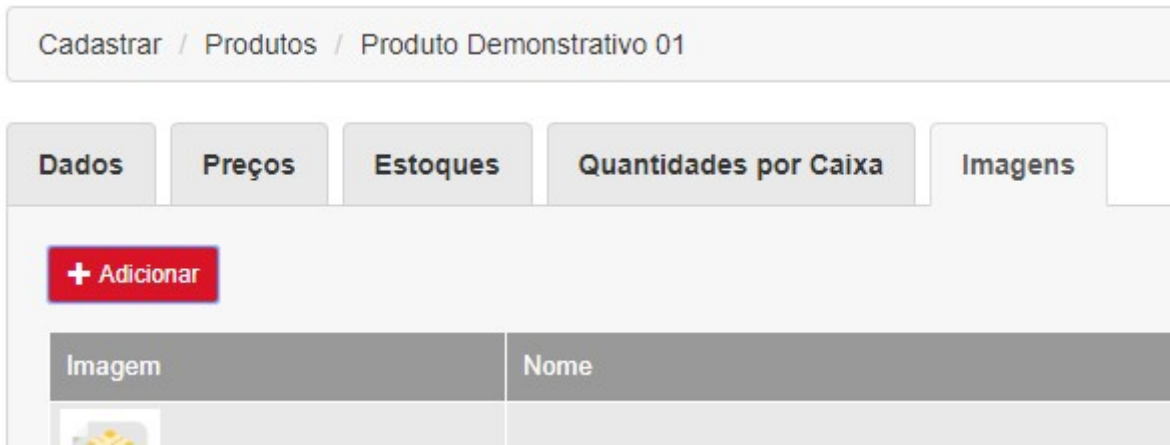 Cadastrar / Produtos / Produto Demonstrativo 01
Dados Preços Estoques Quantidades por Caixa Imagens
+ Adicionar
Imagem Nome